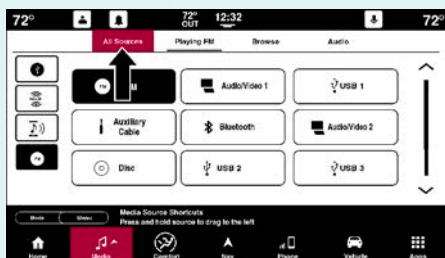 72° 72° OUT 12:32 72°
All Sources Playing FM Browse Audio
FM Audio/Video 1 USB 1
Auxiliary Cable Bluetooth Audio/Video 2
Disc USB 2 USB 3
FM
Media Source Shortcuts
Press and hold source to drag to the left
Home Media Comfort Nav Phone Vehicle Apps